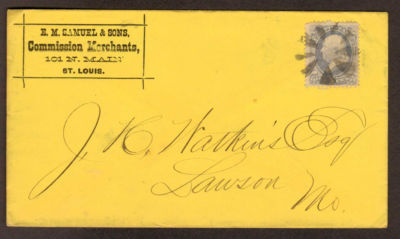 E. M. SAMUEL & SONS,
Commission Merchants,
101 N. MAIN
ST. LOUIS.
J. H. Watkins Esq
Lawson
Mo.